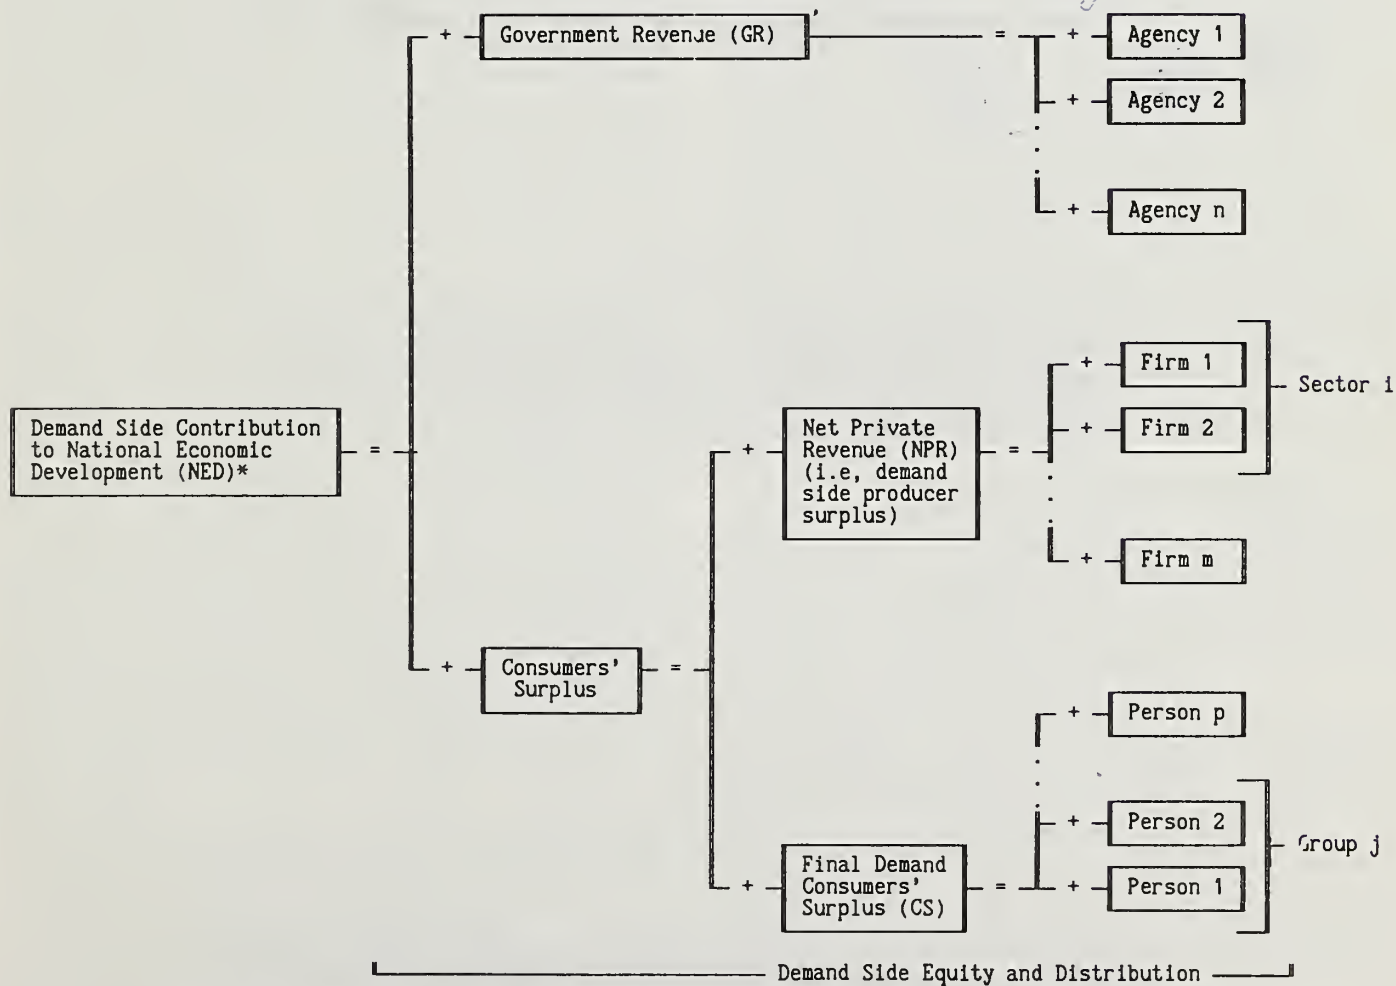 + Government Revenue (GR) = + Agency 1
+ Agency 2
.
.
.
+ Agency n
+ Firm 1
Sector i
+ Firm 2
.
.
.
+ Firm m
Demand Side Contribution
to National Economic
Development (NED)*
=
+ Net Private
Revenue (NPR)
(i.e, demand
side producer
surplus)
=
+ Consumers'
Surplus
=
+ Person p
.
.
.
+ Person 2
Group j
+ Person 1
+ Final Demand
Consumers'
Surplus (CS)
=
Demand Side Equity and Distribution